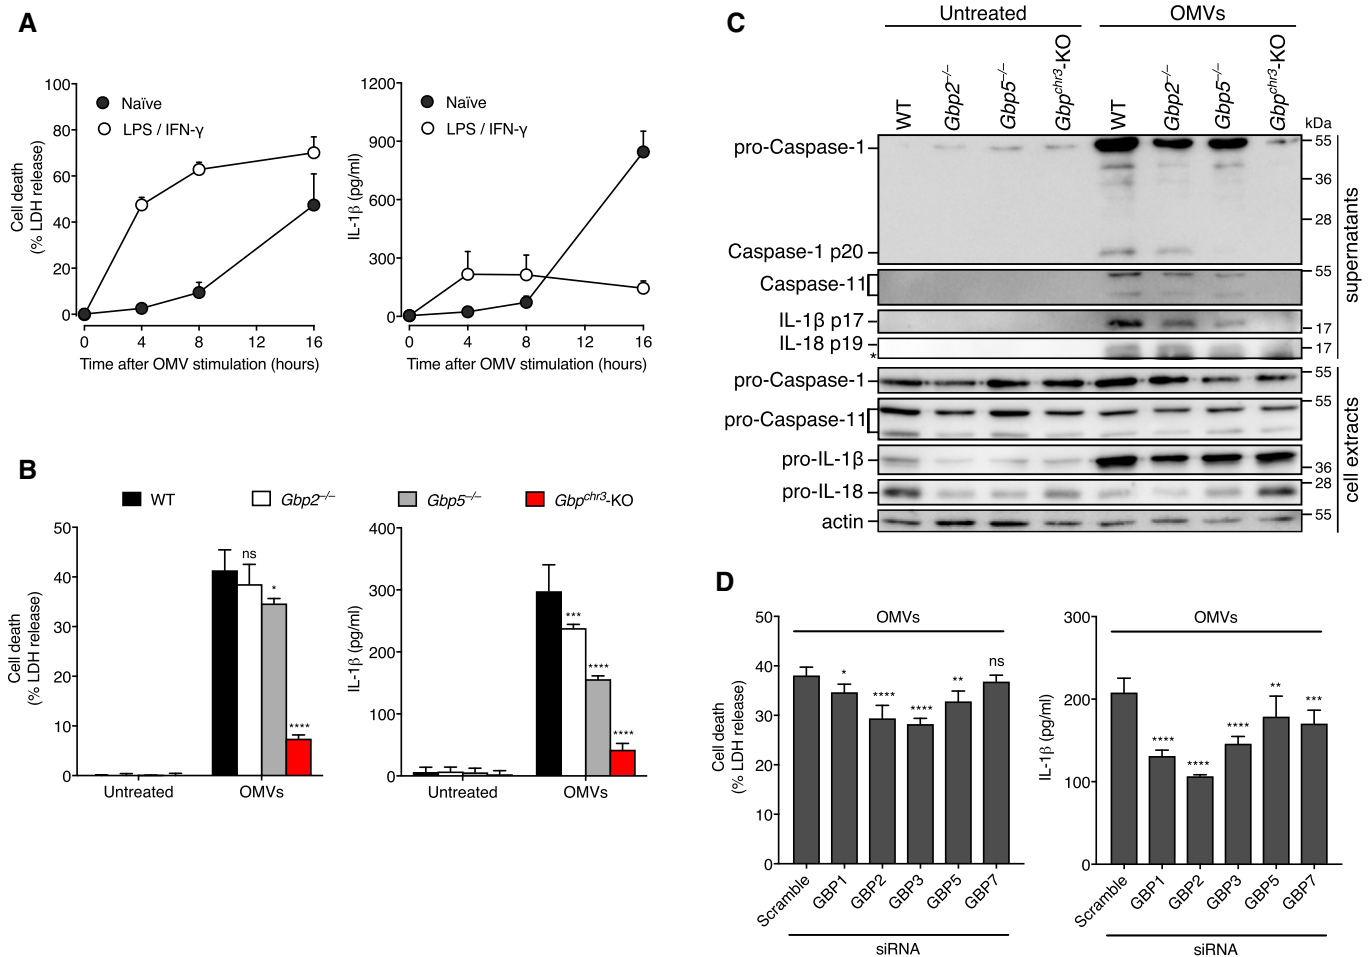 A
Cell death
(% LDH release)
100
80
60
40
20
0
Naïve
LPS / IFN-γ
0 4 8 12 16
Time after OMV stimulation (hours)
IL-1β (pg/ml)
1200
900
600
300
0
Naïve
LPS / IFN-γ
0 4 8 12 16
Time after OMV stimulation (hours)
B
WT Gbp2–/– Gbp5–/– Gbpchr3-KO
Cell death
(% LDH release)
50
40
30
20
10
0
ns
*
****
Untreated OMVs
IL-1β (pg/ml)
400
300
200
100
0
***
****
****
Untreated OMVs
C
Untreated OMVs
WT Gbp2–/– Gbp5–/– Gbpchr3-KO WT Gbp2–/– Gbp5–/– Gbpchr3-KO
kDa
pro-Caspase-1 55
36
28
Caspase-1 p20
Caspase-11 55
IL-1β p17 17
IL-18 p19 17
*
supernatants
pro-Caspase-1 55
pro-Caspase-11 55
pro-IL-1β 36
pro-IL-18 28
actin 55
cell extracts
D
OMVs
Cell death
(% LDH release)
50
40
30
20
10
0
* **** **** ** ns
Scramble GBP1 GBP2 GBP3 GBP5 GBP7
siRNA
OMVs
IL-1β (pg/ml)
300
200
100
0
**** **** **** ** ***
Scramble GBP1 GBP2 GBP3 GBP5 GBP7
siRNA